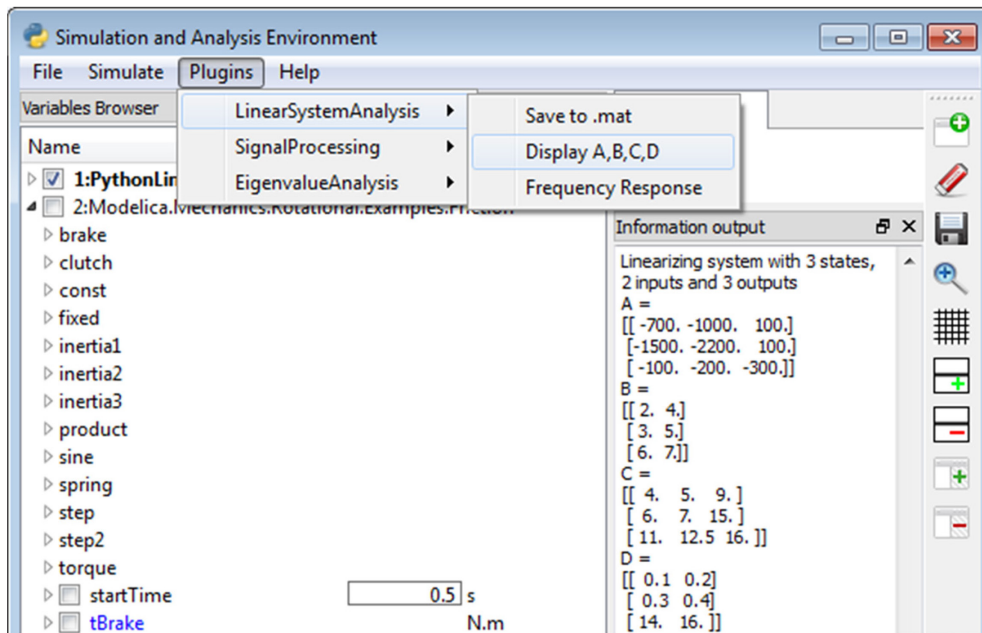 Simulation and Analysis Environment
File Simulate Plugins Help
Variables Browser
LinearSystemAnalysis
SignalProcessing
EigenvalueAnalysis
Save to .mat
Display A,B,C,D
Frequency Response
Name
1:PythonLin
2:Modelica.Mechanics.Rotational.Examples.Friction
brake
clutch
const
fixed
inertia1
inertia2
inertia3
product
sine
spring
step
step2
torque
startTime 0.5 s
tBrake N.m
Information output
Linearizing system with 3 states,
2 inputs and 3 outputs
A =
[[ -700. -1000. 100.]
[-1500. -2200. 100.]
[ -100. -200. -300.]]
B =
[[ 2. 4.]
[ 3. 5.]
[ 6. 7.]]
C =
[[ 4. 5. 9. ]
[ 6. 7. 15. ]
[ 11. 12.5 16. ]]
D =
[[ 0.1 0.2]
[ 0.3 0.4]
[ 14. 16. ]]